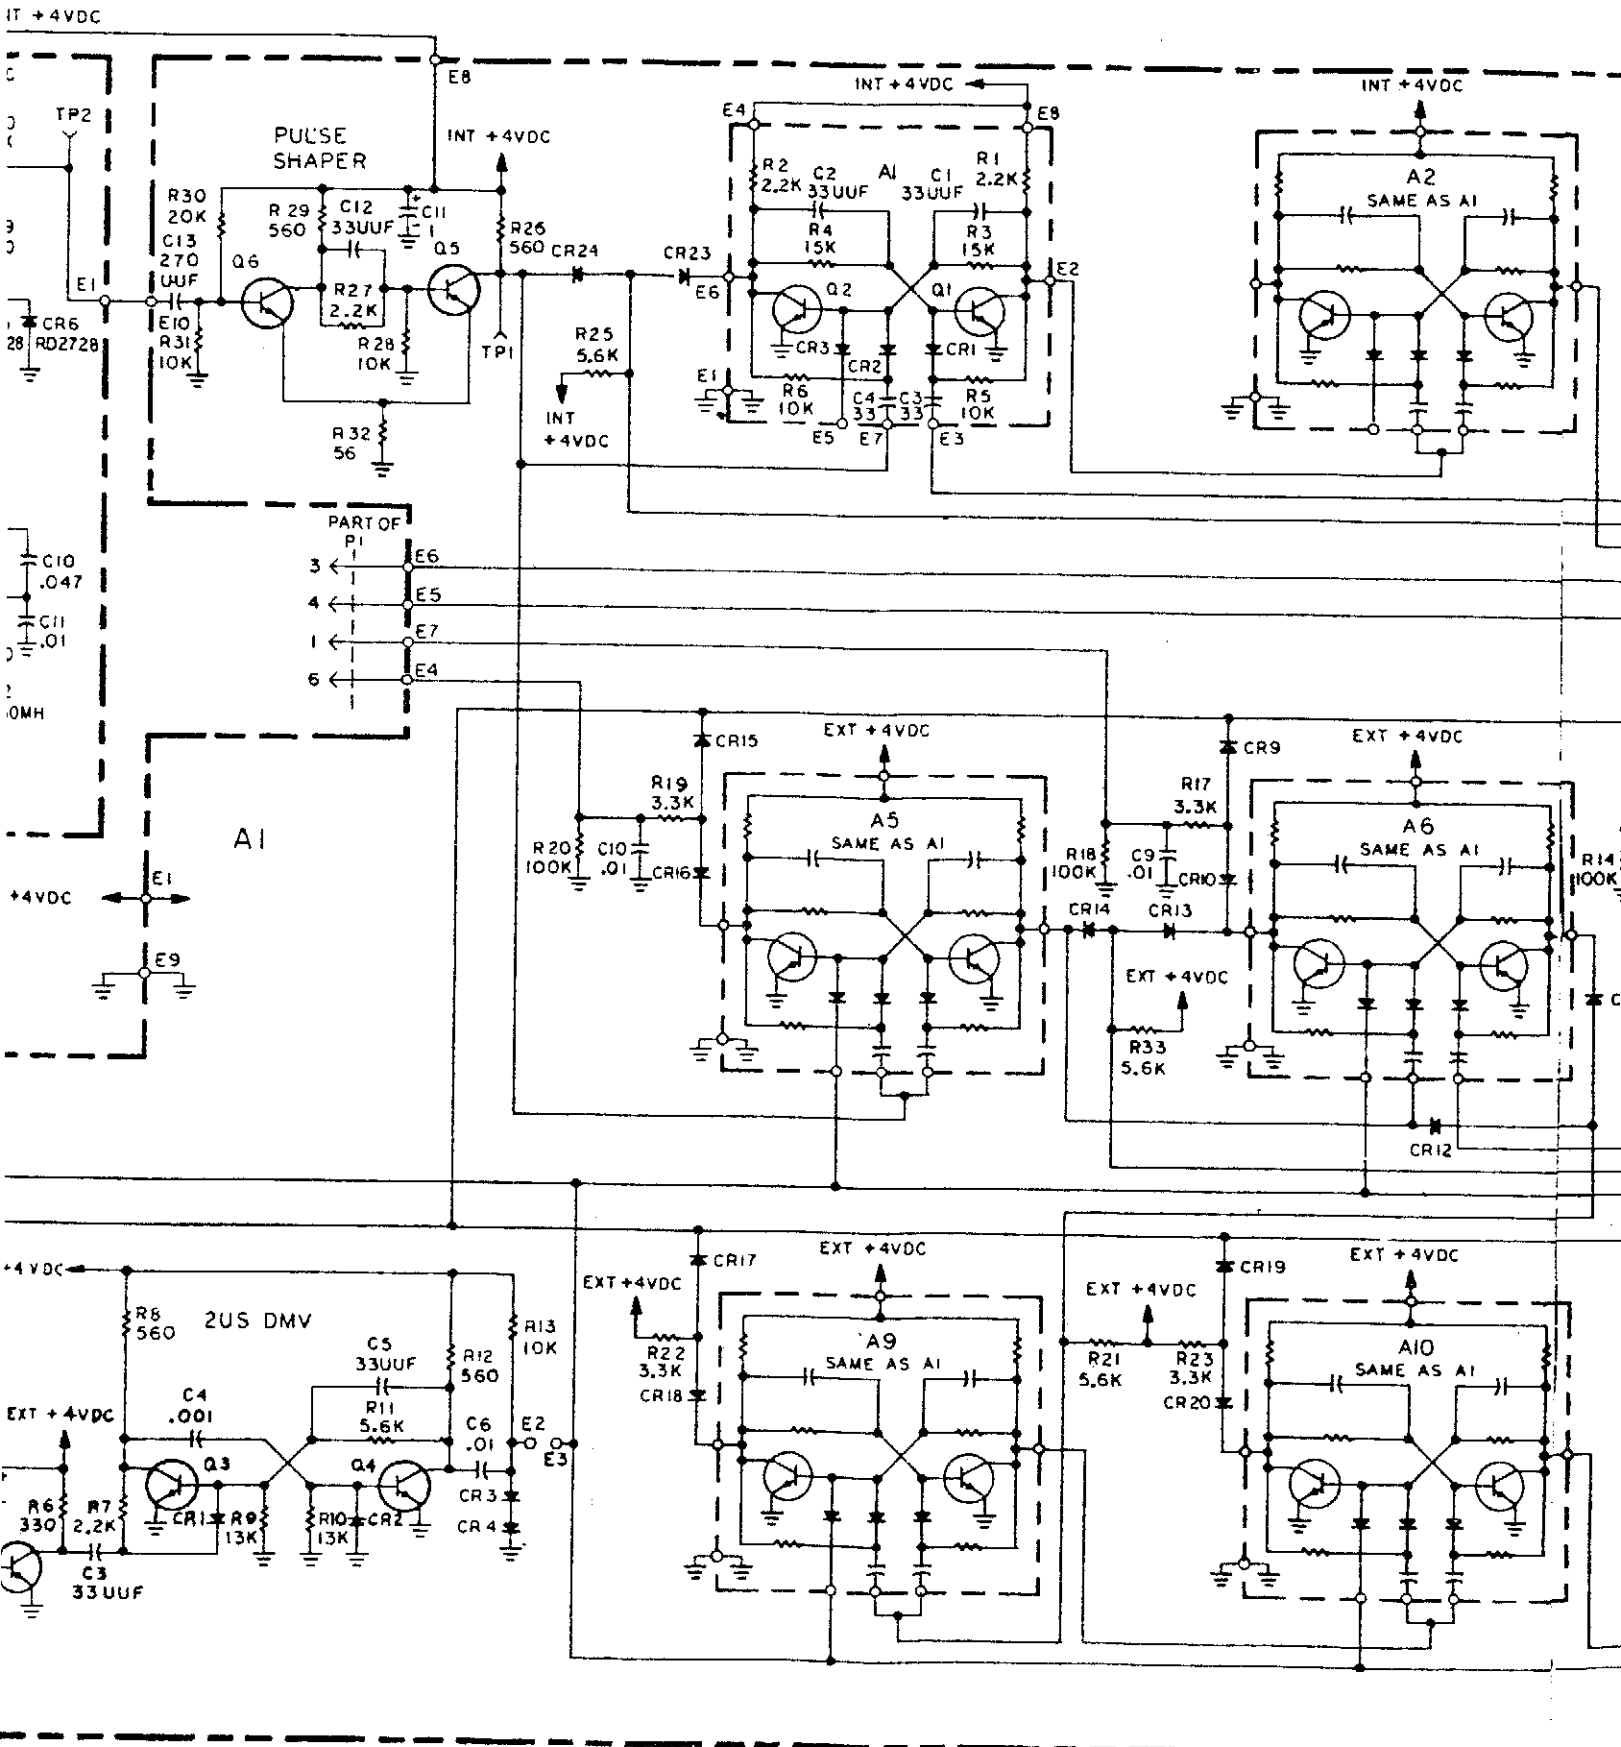 +4VDC
E8
TP2
PULSE
SHAPER
INT +4VDC
INT +4VDC
E4
E8
INT +4VDC
R30
20K
C13
270
UUF
R29
560
C12
33UUF
C11
1
Q6
Q5
R26
560
R27
2.2K
R28
10K
E1
E10
R31
10K
CR6
RD2728
R32
56
TP1
CR24
CR23
R25
5.6K
INT
+4VDC
R2
2.2K
C2
33UUF
A1
C1
33UUF
R1
2.2K
R4
15K
R3
15K
E6
E2
Q2
Q1
CR3
CR2
CR1
E1
R6
10K
C4
33
C3
33
R5
10K
E5
E7
E3
A2
SAME AS A1
C10
.047
C11
.01
PART OF
P1
3
E6
4
E5
1
E7
6
E4
A1
+4VDC
E1
E9
CR15
EXT +4VDC
R19
3.3K
R20
100K
C10
.01
CR16
A5
SAME AS A1
CR9
EXT +4VDC
R17
3.3K
R18
100K
C9
.01
CR10
A6
SAME AS A1
R14
100K
CR14
CR13
EXT +4VDC
R33
5.6K
CR12
+4VDC
R8
560
2US DMV
C5
33UUF
R12
560
R13
10K
C4
.001
R11
5.6K
C6
.01
E2
E3
EXT +4VDC
Q3
Q4
R6
330
R7
2.2K
CR1
R9
13K
R10
13K
CR2
CR3
CR4
C3
33UUF
CR17
EXT +4VDC
EXT +4VDC
R22
3.3K
CR18
A9
SAME AS A1
CR19
EXT +4VDC
EXT +4VDC
R21
5.6K
R23
3.3K
CR20
A10
SAME AS A1